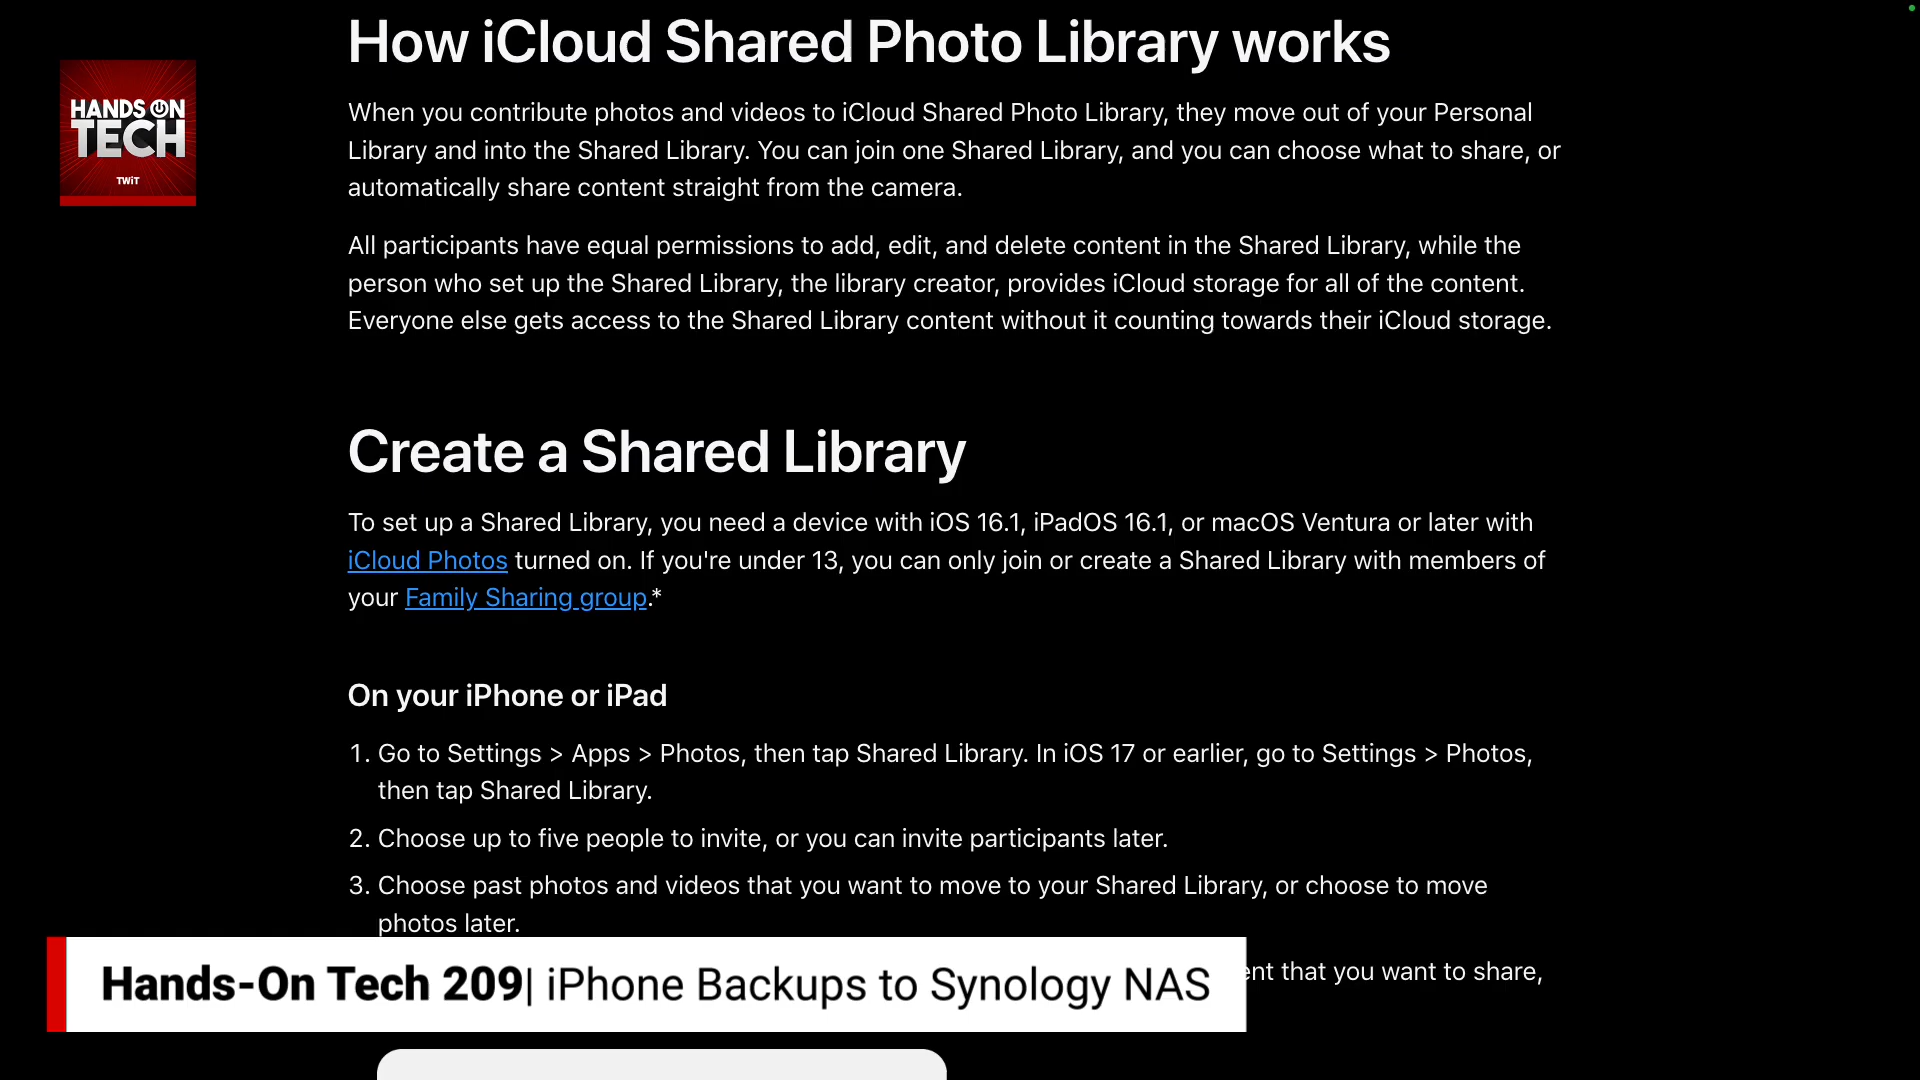 How iCloud Shared Photo Library works
HANDS ON
TECH
TWiT
When you contribute photos and videos to iCloud Shared Photo Library, they move out of your Personal
Library and into the Shared Library. You can join one Shared Library, and you can choose what to share, or
automatically share content straight from the camera.
All participants have equal permissions to add, edit, and delete content in the Shared Library, while the
person who set up the Shared Library, the library creator, provides iCloud storage for all of the content.
Everyone else gets access to the Shared Library content without it counting towards their iCloud storage.
Create a Shared Library
To set up a Shared Library, you need a device with iOS 16.1, iPadOS 16.1, or macOS Ventura or later with
iCloud Photos turned on. If you're under 13, you can only join or create a Shared Library with members of
your Family Sharing group.*
On your iPhone or iPad
1. Go to Settings > Apps > Photos, then tap Shared Library. In iOS 17 or earlier, go to Settings > Photos,
then tap Shared Library.
2. Choose up to five people to invite, or you can invite participants later.
3. Choose past photos and videos that you want to move to your Shared Library, or choose to move
photos later.
that you want to share,
Hands-On Tech 209| iPhone Backups to Synology NAS